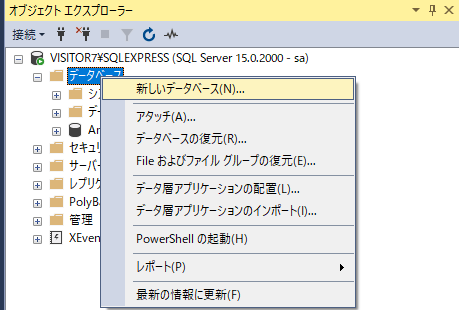 オブジェクト エクスプローラー
接続
VISITOR7¥SQLEXPRESS (SQL Server 15.0.2000 - sa)
データベース
新しいデータベース(N)...
シ
アタッチ(A)...
デー
データベースの復元(R)...
Ar
File およびファイル グループの復元(E)...
セキュ
サーバー
データ層アプリケーションの配置(L)...
レプリケ
データ層アプリケーションのインポート(I)...
PolyBa
管理
PowerShell の起動(H)
XEven
レポート(P)
最新の情報に更新(F)